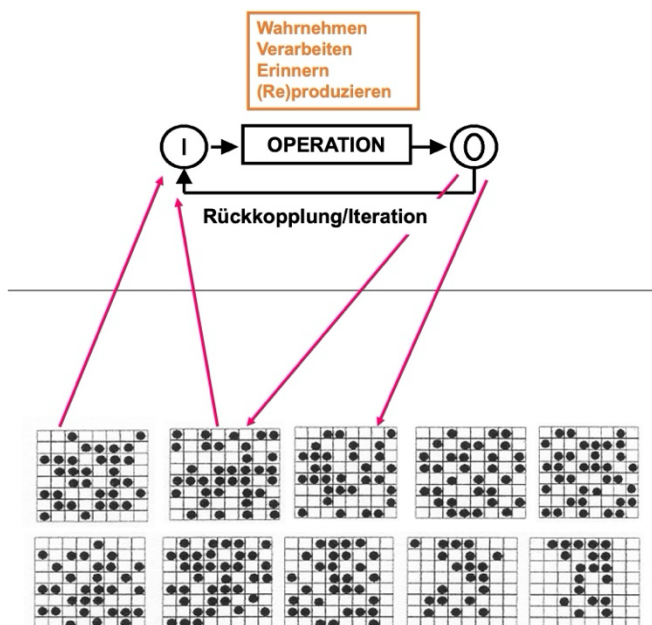 Wahrnehmen
Verarbeiten
Erinnern
(Re)produzieren
I OPERATION O
Rückkopplung/Iteration